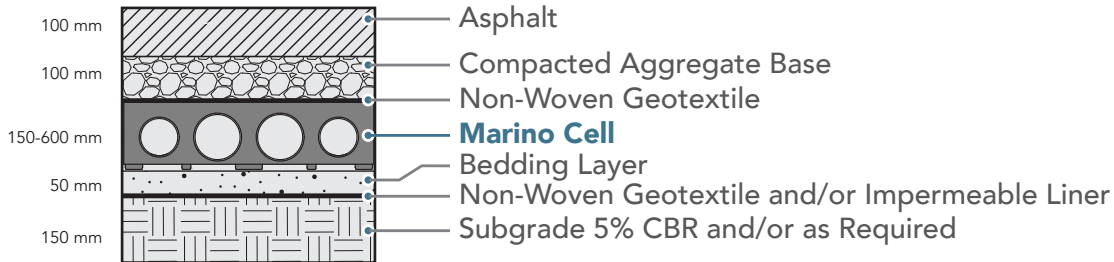 100 mm
Asphalt
100 mm
Compacted Aggregate Base
Non-Woven Geotextile
150-600 mm
Marino Cell
Bedding Layer
50 mm
Non-Woven Geotextile and/or Impermeable Liner
150 mm
Subgrade 5% CBR and/or as Required